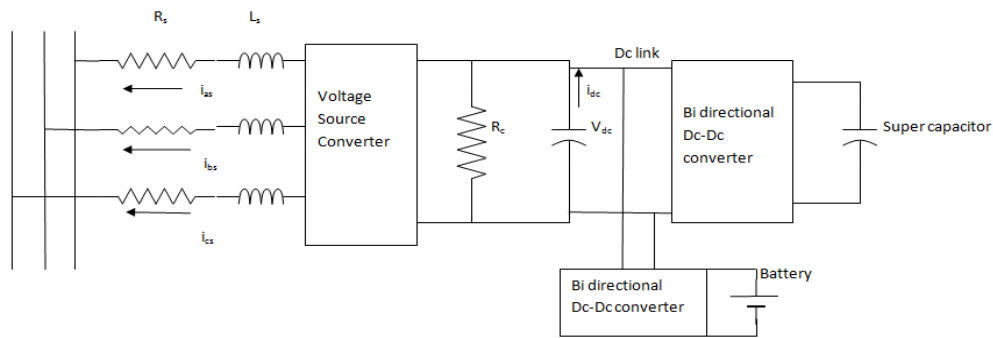 Rs
Ls
Dc link
ias
idc
Voltage
Source
Converter
Rc
Vdc
Bi directional
Dc-Dc
converter
Super capacitor
ibs
ics
Battery
Bi directional
Dc-Dc converter